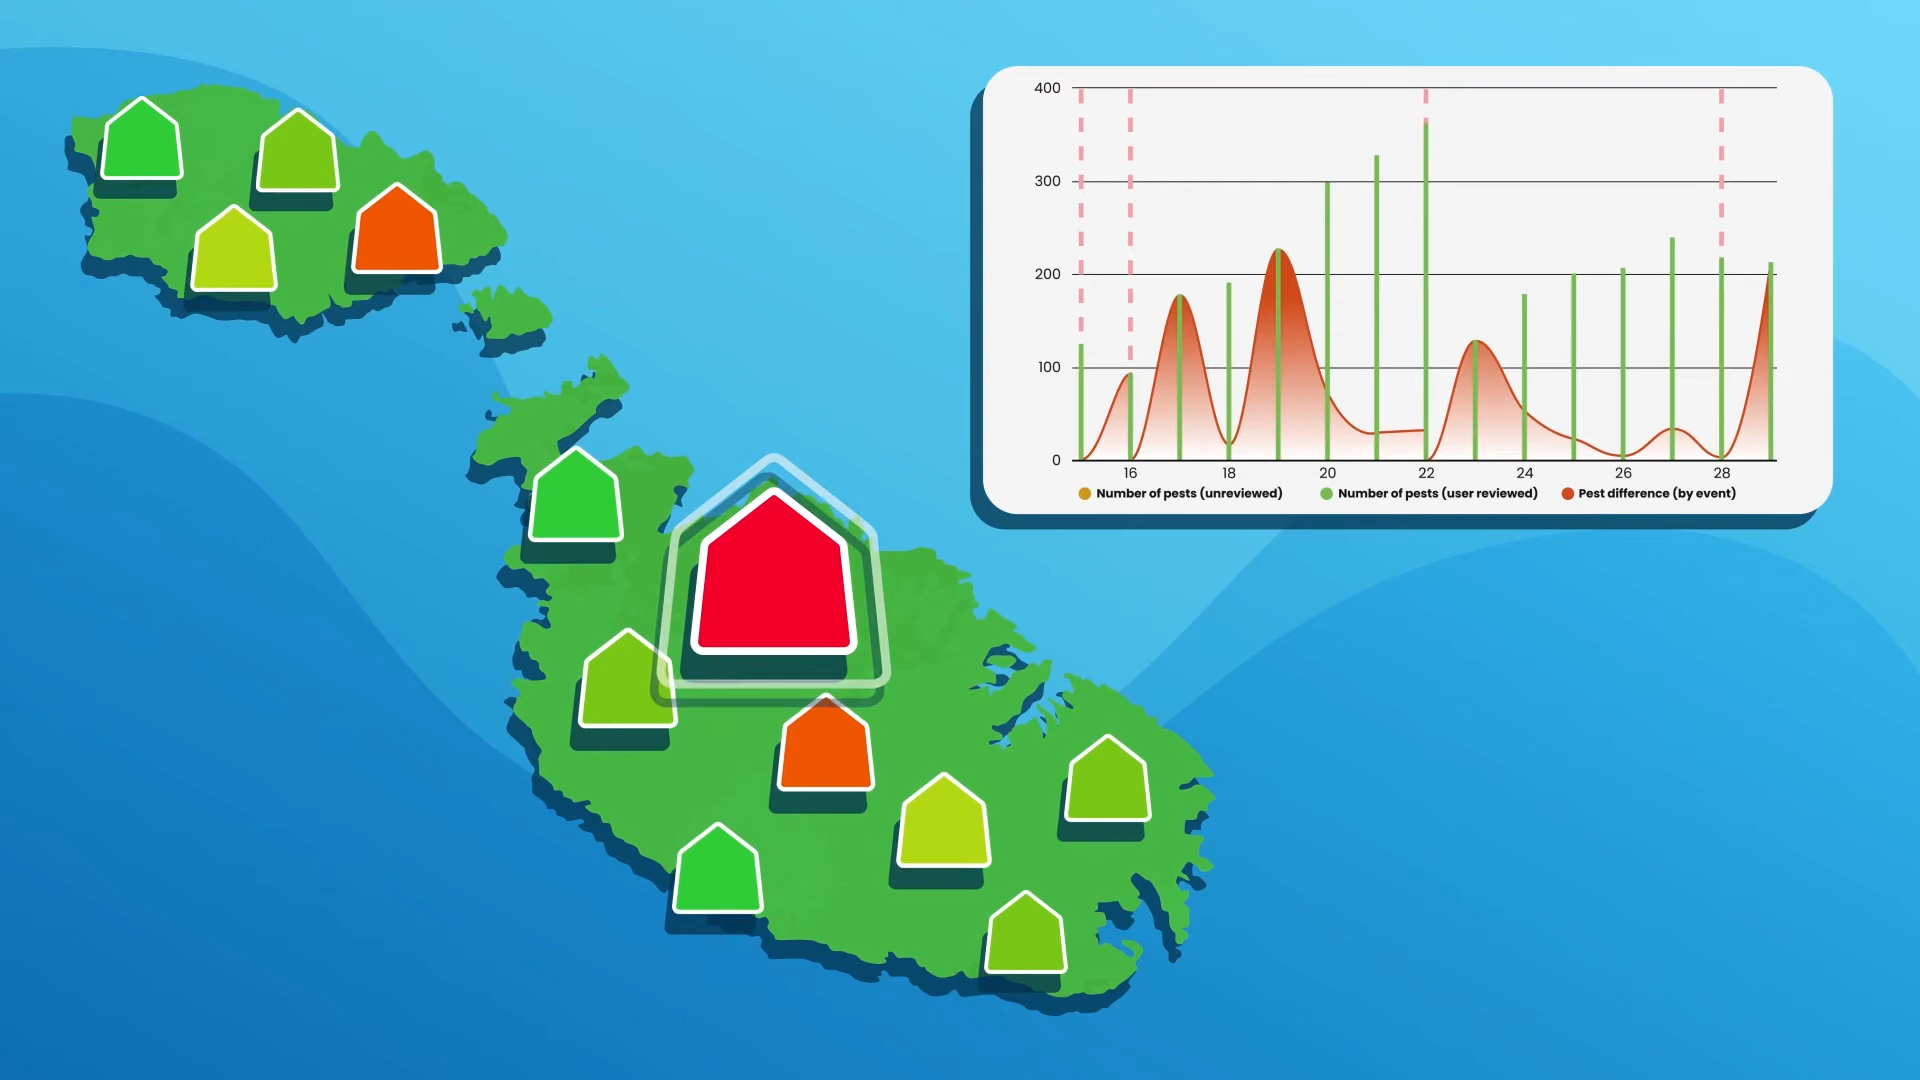 400
300
200
100
0
16 18 20 22 24 26 28
Number of pests (unreviewed) Number of pests (user reviewed) Pest difference (by event)